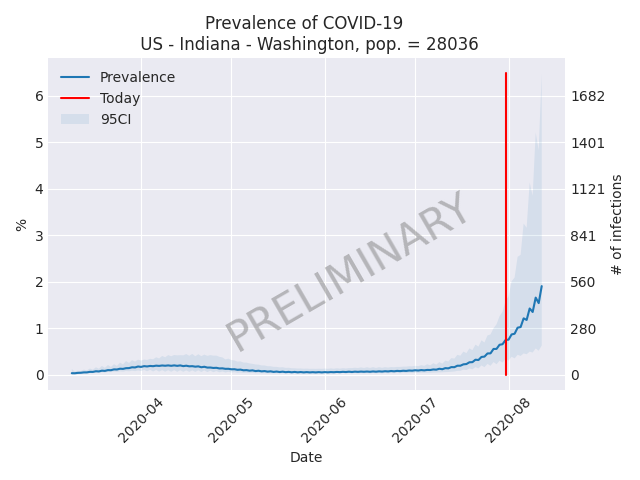 Prevalence of COVID-19
US - Indiana - Washington, pop. = 28036
Prevalence
Today
95CI
6
5
4
3
2
1
0
%
1682
1401
1121
841
560
280
0
# of infections
PRELIMINARY
2020-04
2020-05
2020-06
2020-07
2020-08
Date